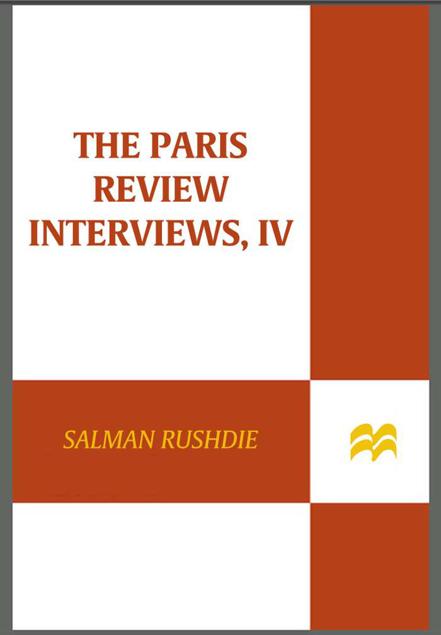 THE PARIS
REVIEW
INTERVIEWS, IV
SALMAN RUSHDIE